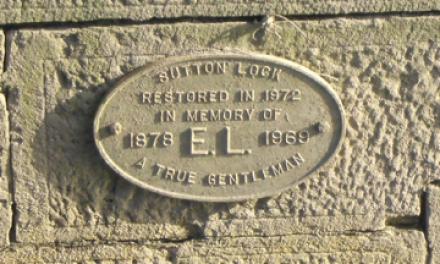 SUTTON LOCK
RESTORED IN 1972
IN MEMORY OF
1878 E.L. 1969
A TRUE GENTLEMAN